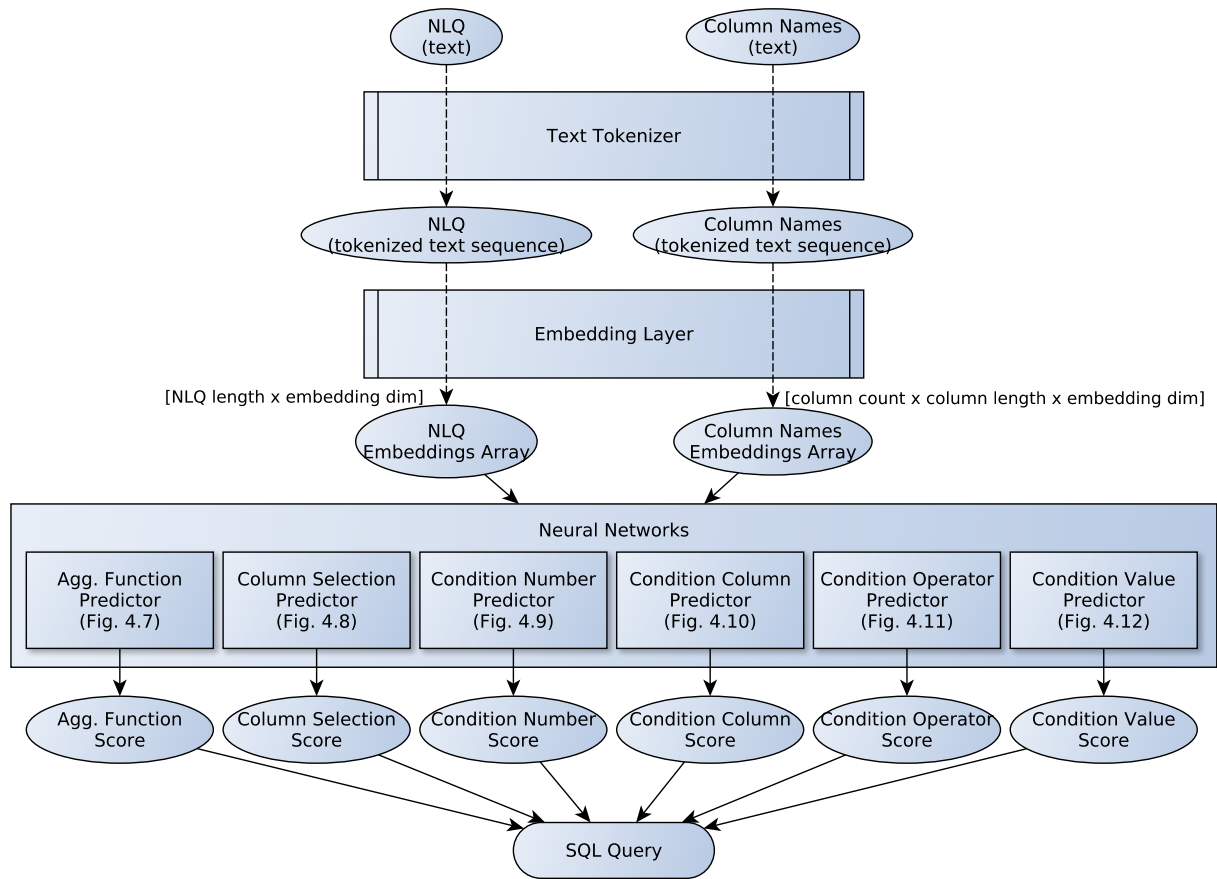 NLQ
(text)
Column Names
(text)
Text Tokenizer
NLQ
(tokenized text sequence)
Column Names
(tokenized text sequence)
Embedding Layer
[NLQ length x embedding dim]
[column count x column length x embedding dim]
NLQ
Embeddings Array
Column Names
Embeddings Array
Neural Networks
Agg. Function
Predictor
(Fig. 4.7)
Column Selection
Predictor
(Fig. 4.8)
Condition Number
Predictor
(Fig. 4.9)
Condition Column
Predictor
(Fig. 4.10)
Condition Operator
Predictor
(Fig. 4.11)
Condition Value
Predictor
(Fig. 4.12)
Agg. Function
Score
Column Selection
Score
Condition Number
Score
Condition Column
Score
Condition Operator
Score
Condition Value
Score
SQL Query